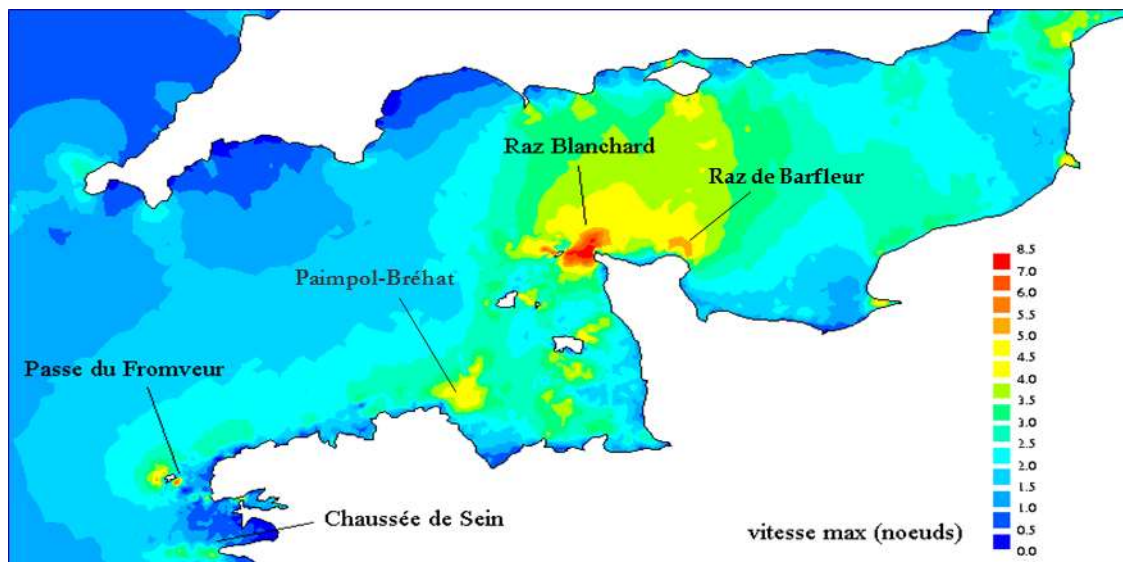 Raz Blanchard
Raz de Barfleur
Paimpol-Bréhat
Passe du Fromveur
Chaussée de Sein
vitesse max (noeuds)
8.5
7.0
6.0
5.5
5.0
4.5
4.0
3.5
3.0
2.5
2.0
1.5
1.0
0.5
0.0